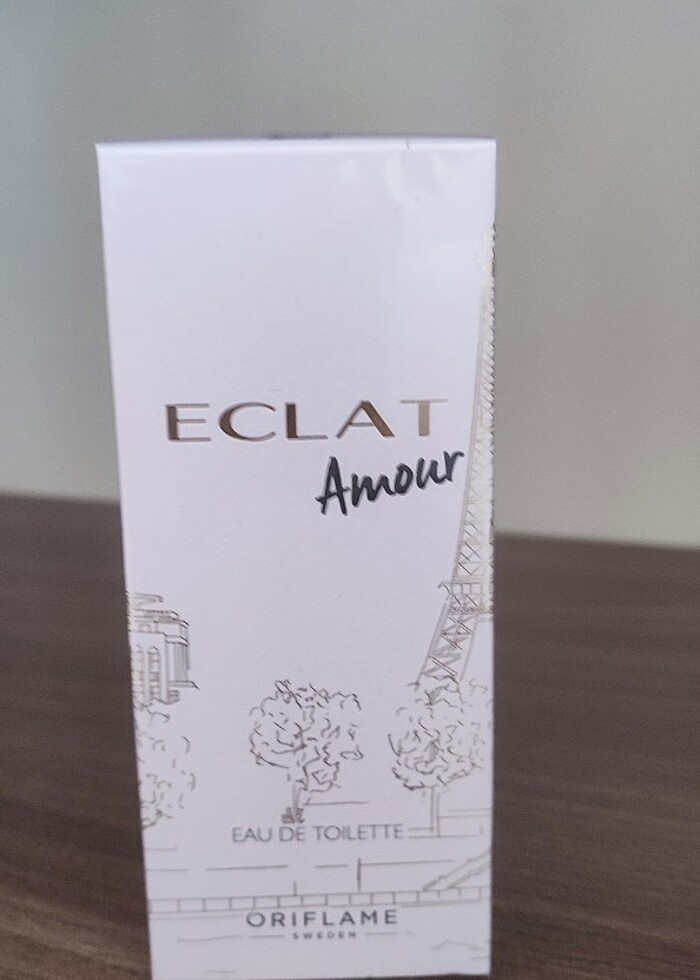 ECLAT
Amour
EAU DE TOILETTE
ORIFLAME
SWEDEN